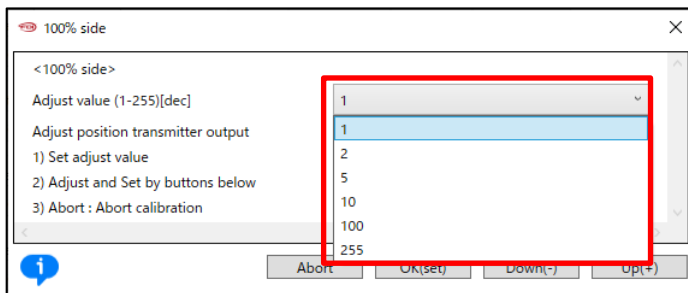 100% side
<100% side>
Adjust value (1-255)[dec]
1
Adjust position transmitter output
1) Set adjust value
2) Adjust and Set by buttons below
3) Abort : Abort calibration
1
2
5
10
100
255
Abort
OK(set)
Down(-)
Up(+)